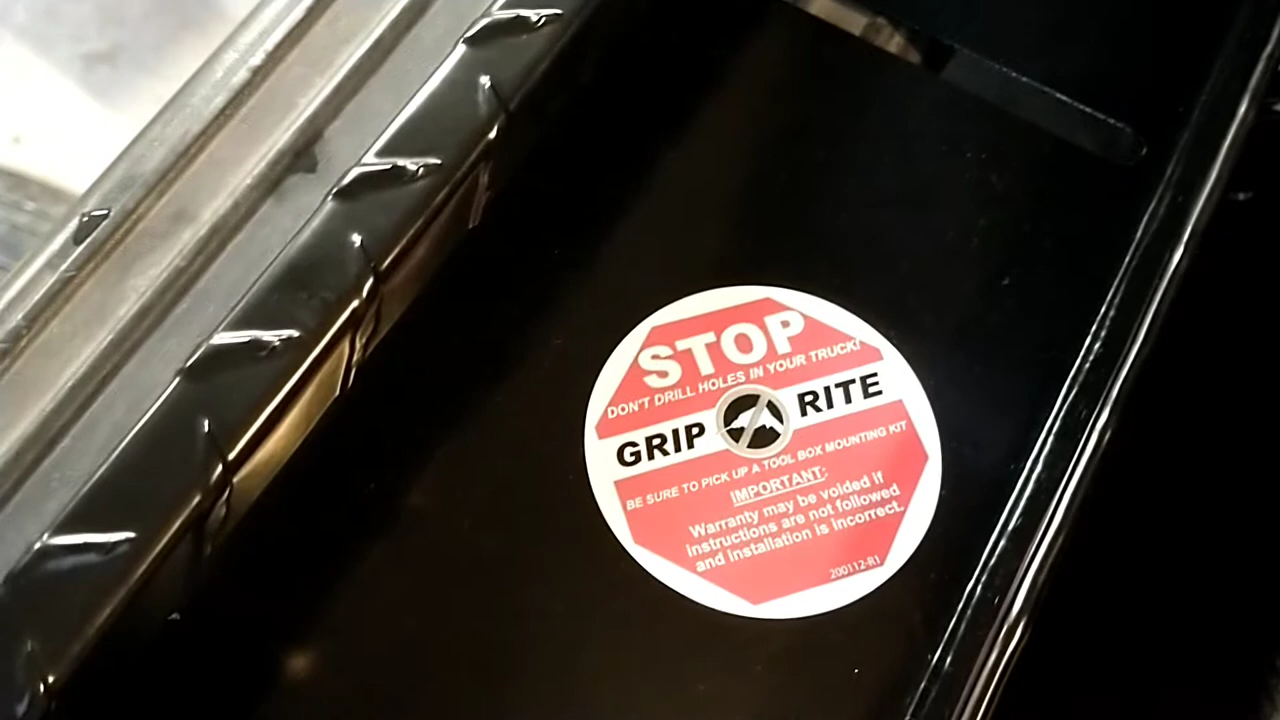 STOP
DON'T DRILL HOLES IN YOUR TRUCK!
GRIP RITE
BE SURE TO PICK UP A TOOL BOX MOUNTING KIT
IMPORTANT:
Warranty may be voided if
instructions are not followed
and installation is incorrect.
200112-R1